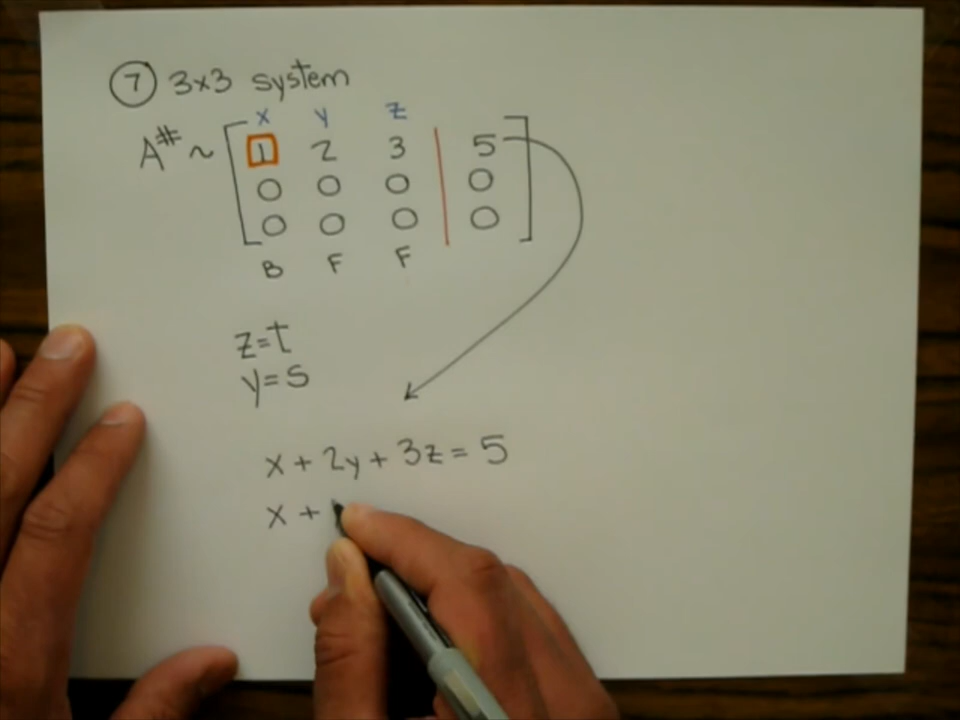 7 3x3 system
x y z
A# ~ [ 1 2 3 | 5 ]
0 0 0 | 0
0 0 0 | 0
B F F
z=t
y=s
x + 2y + 3z = 5
x +